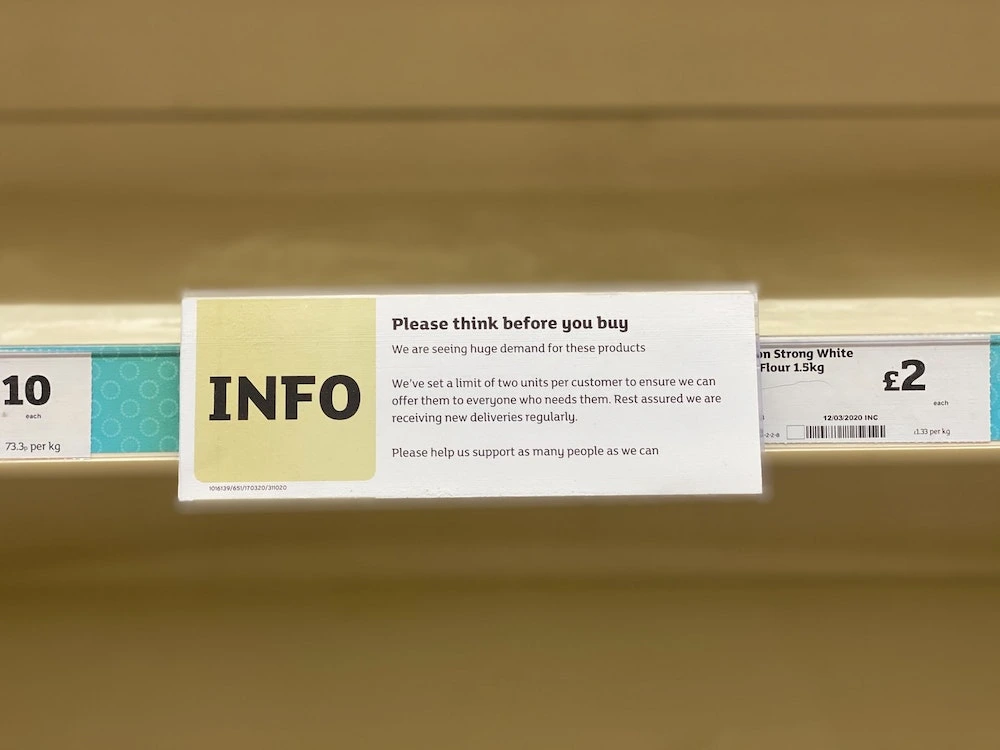 INFO
Please think before you buy
We are seeing huge demand for these products
We've set a limit of two units per customer to ensure we can
offer them to everyone who needs them. Rest assured we are
receiving new deliveries regularly.
Please help us support as many people as we can
1016139/651/170320/311020
10
each
73.3p per kg
on Strong White
Flour 1.5kg
£2
each
12/03/2020 INC
£1.33 per kg